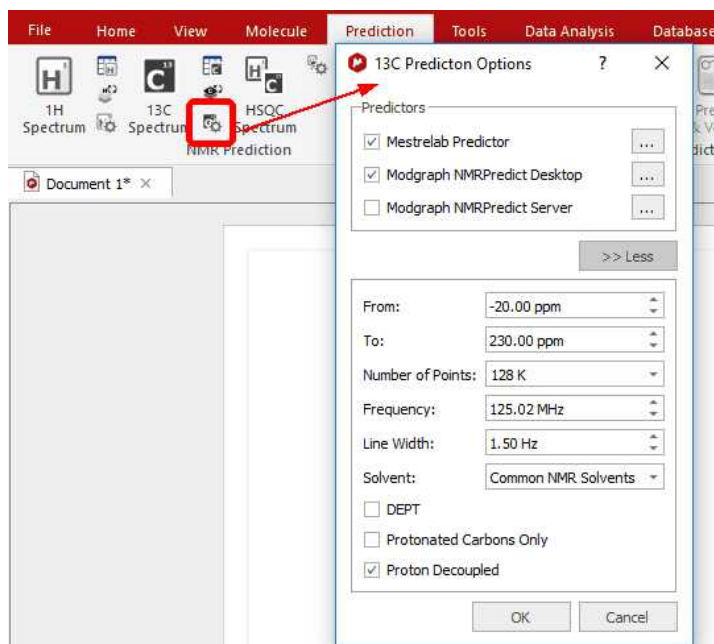 File Home View Molecule Prediction Tools Data Analysis Database
H
1H
Spectrum
C 13
13C
Spectrum
H C
HSQC
Spectrum
NMR Prediction
Document 1*
13C Predicton Options ? X
Predictors
Mestrelab Predictor ...
Modgraph NMRPredict Desktop ...
Modgraph NMRPredict Server ...
>> Less
From: -20.00 ppm
To: 230.00 ppm
Number of Points: 128 K
Frequency: 125.02 MHz
Line Width: 1.50 Hz
Solvent: Common NMR Solvents
DEPT
Protonated Carbons Only
Proton Decoupled
OK Cancel